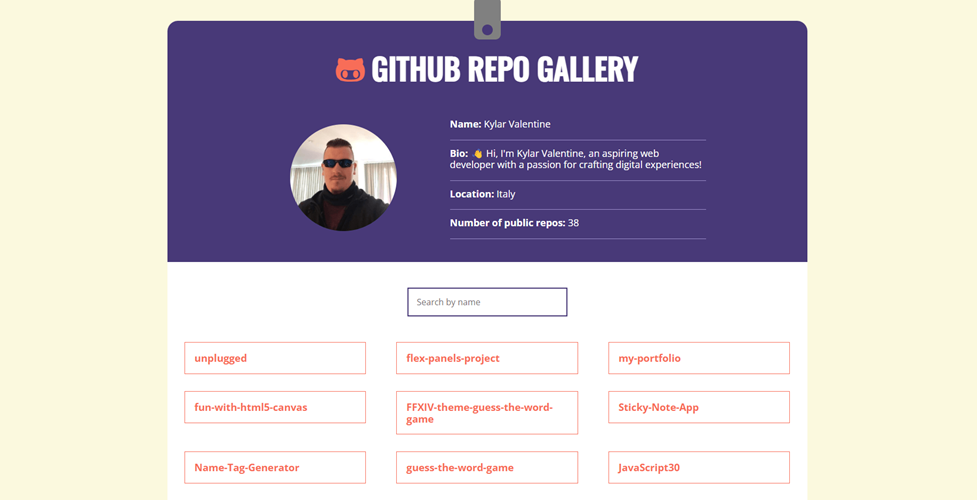 GITHUB REPO GALLERY
Name: Kylar Valentine
Bio: 👋 Hi, I'm Kylar Valentine, an aspiring web
developer with a passion for crafting digital experiences!
Location: Italy
Number of public repos: 38
Search by name
unplugged
flex-panels-project
my-portfolio
fun-with-html5-canvas
FFXIV-theme-guess-the-word-
game
Sticky-Note-App
Name-Tag-Generator
guess-the-word-game
JavaScript30